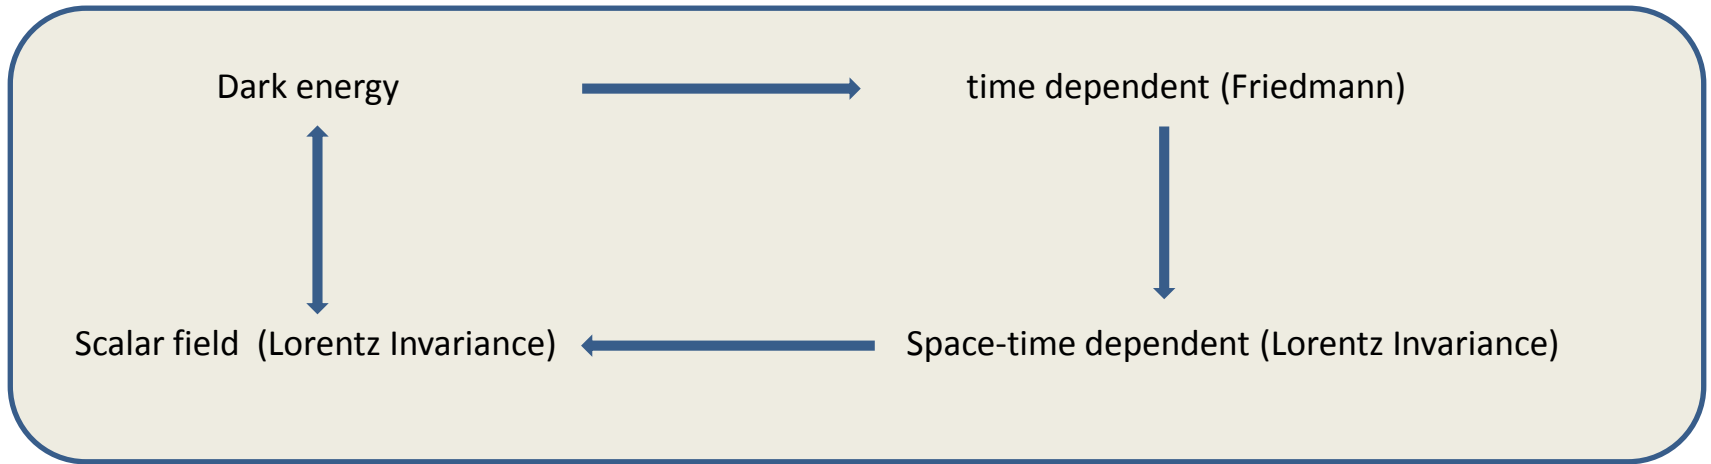 Dark energy
time dependent (Friedmann)
Scalar field (Lorentz Invariance)
Space-time dependent (Lorentz Invariance)